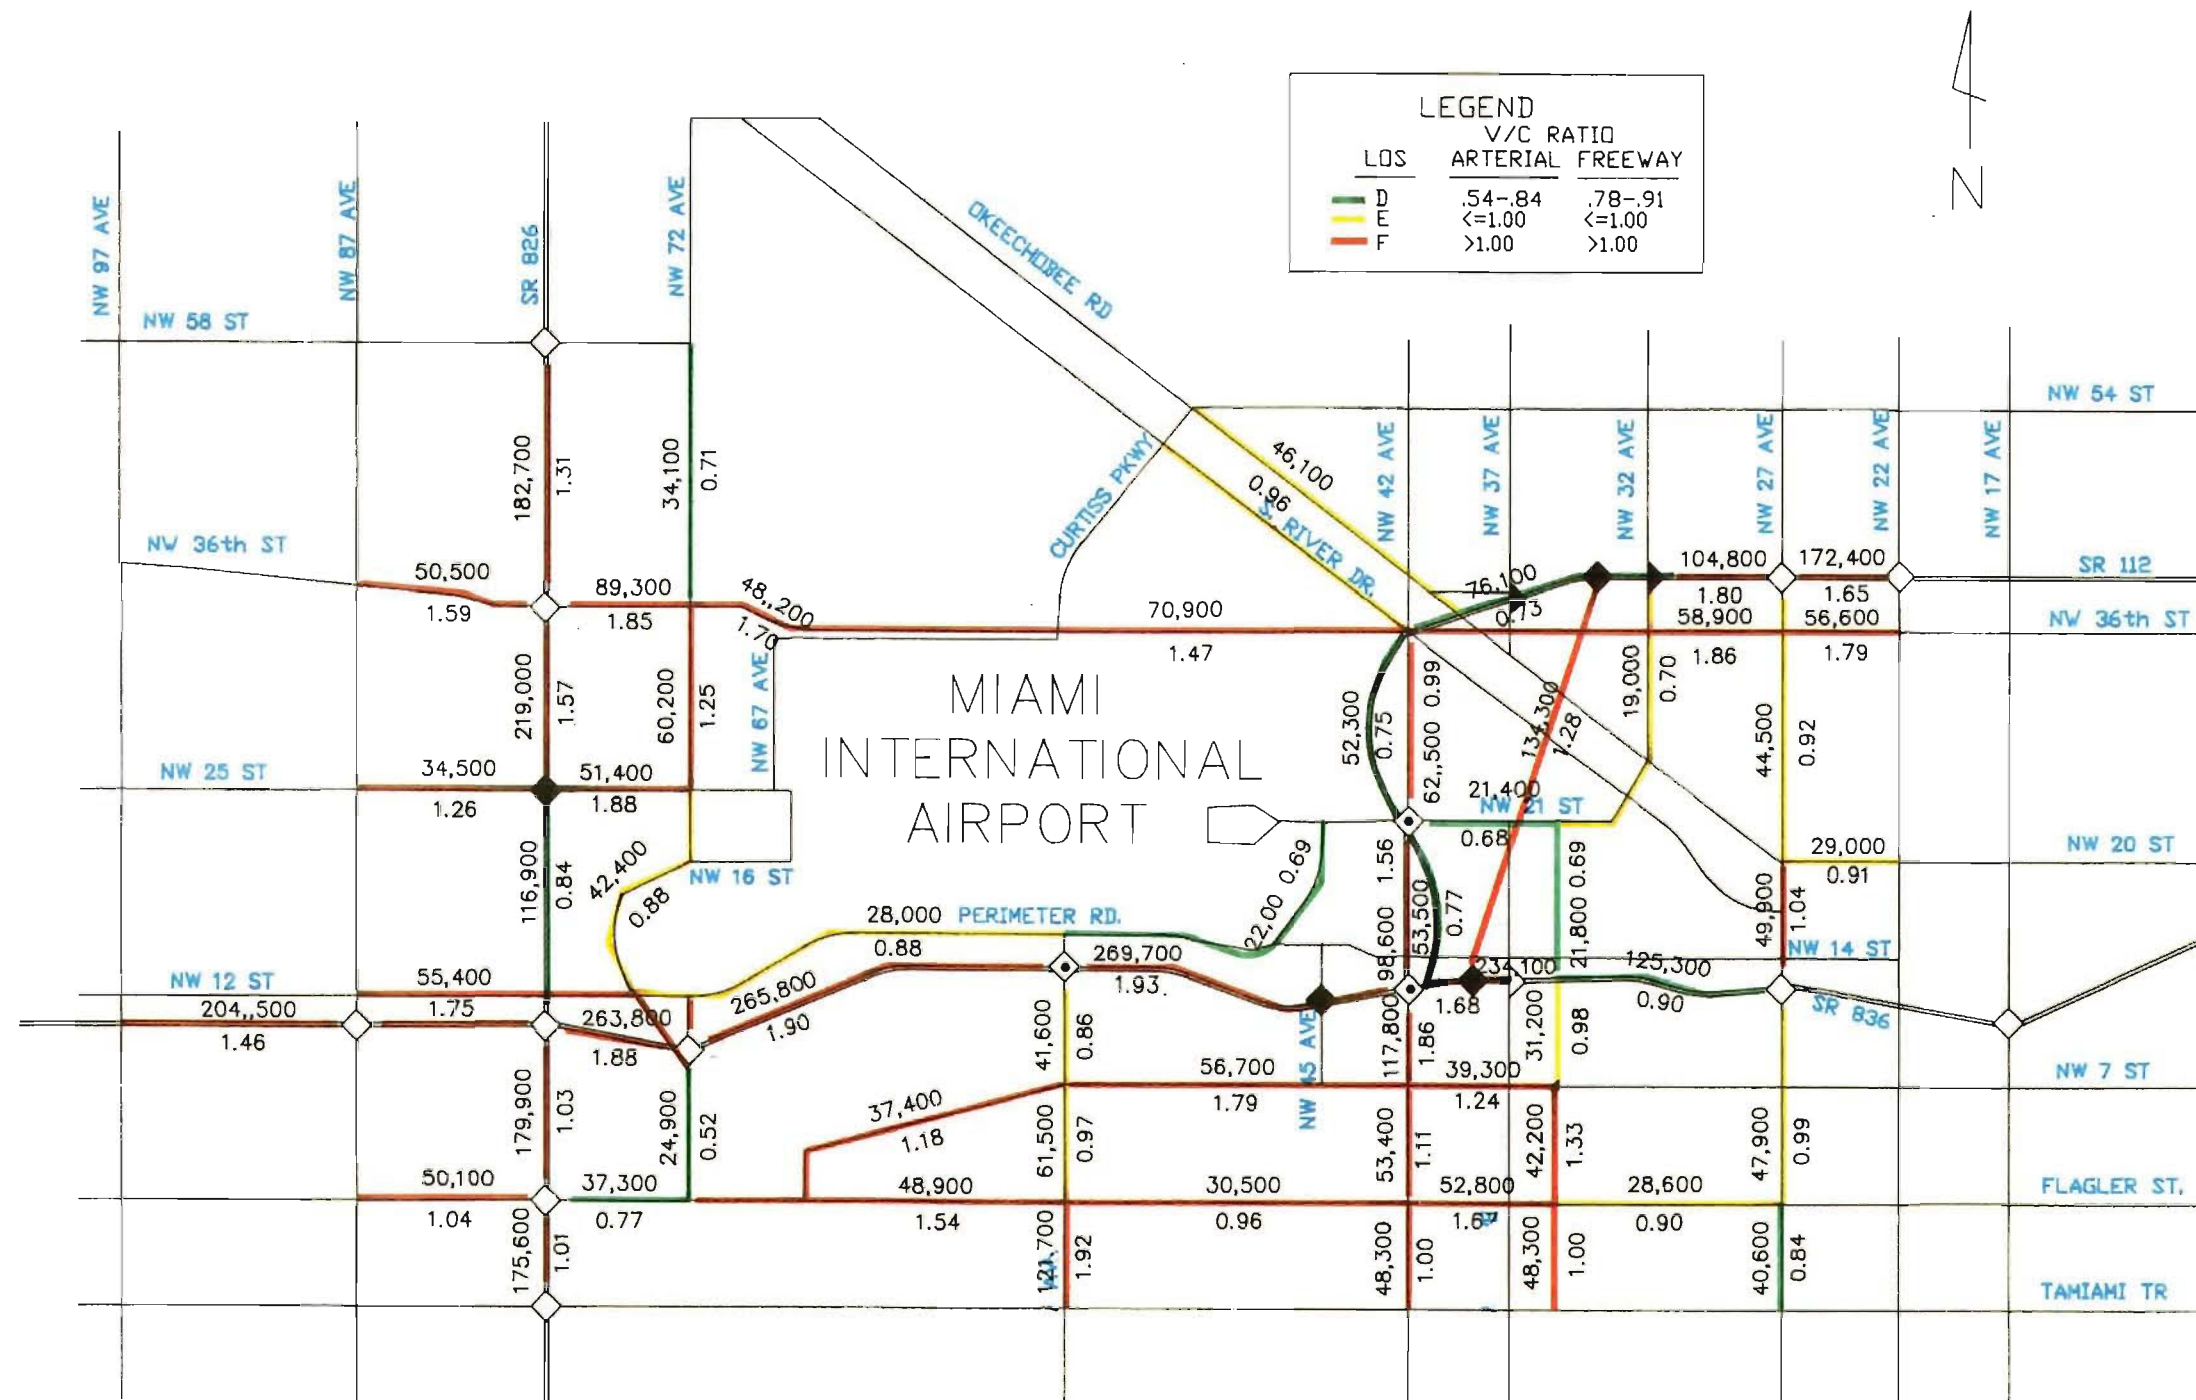 LEGEND
V/C RATIO
LOS ARTERIAL FREEWAY
D .54-.84 .78-.91
E <=1.00 <=1.00
F >1.00 >1.00
N
NW 97 AVE
NW 87 AVE
SR 826
NW 72 AVE
OKEECHOBEE RD
NW 58 ST
NW 54 ST
CURTISS PKWY
46,100
0.96
S. RIVER DR.
NW 42 AVE
NW 37 AVE
NW 32 AVE
NW 27 AVE
NW 22 AVE
NW 17 AVE
182,700
1.31
34,100
0.71
NW 36th ST
50,500
1.59
89,300
1.85
48,,200
1.70
70,900
1.47
76,100
0.73
104,800
1.80
172,400
1.65
SR 112
58,900
1.86
56,600
1.79
NW 36th ST
219,000
1.57
60,200
1.25
NW 67 AVE
MIAMI
INTERNATIONAL
AIRPORT
52,300
0.75
62,,500 0.99
134,300
1.28
19,000
0.70
44,500
0.92
NW 25 ST
34,500
1.26
51,400
1.88
21,400
NW 21 ST
0.68
116,900
0.84
42,400
0.88
NW 16 ST
22,00 0.69
98,600 1.56
53,500
0.77
21,800 0.69
29,000
0.91
NW 20 ST
49,900
1.04
NW 14 ST
28,000 PERIMETER RD.
0.88
NW 12 ST
55,400
1.75
204,,500
1.46
263,800
1.88
265,800
1.90
269,700
1.93.
234,100
1.68
125,300
0.90
SR 836
41,600
0.86
NW 45 AVE
117,800
1.86
31,200
0.98
179,900
1.03
24,900
0.52
37,400
1.18
56,700
1.79
39,300
1.24
NW 7 ST
61,500
0.97
53,400
1.11
42,200
1.33
47,900
0.99
50,100
1.04
37,300
0.77
48,900
1.54
30,500
0.96
52,800
28,600
0.90
FLAGLER ST.
175,600
1.01
1.92
48,300
1.00
48,300
1.00
40,600
0.84
TAMIAMI TR